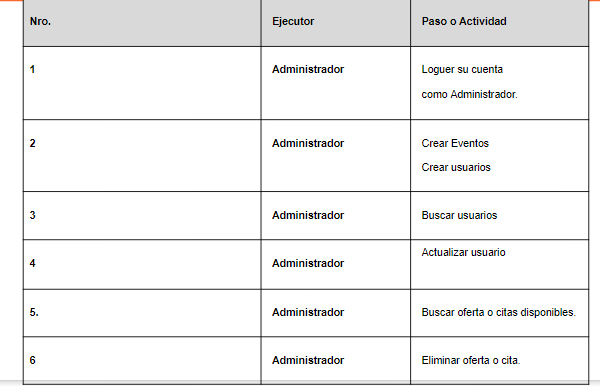 Nro. Ejecutor Paso o Actividad
1 Administrador Loguer su cuenta
como Administrador.
2 Administrador Crear Eventos
Crear usuarios
3 Administrador Buscar usuarios
4 Administrador Actualizar usuario
5. Administrador Buscar oferta o citas disponibles.
6 Administrador Eliminar oferta o cita.